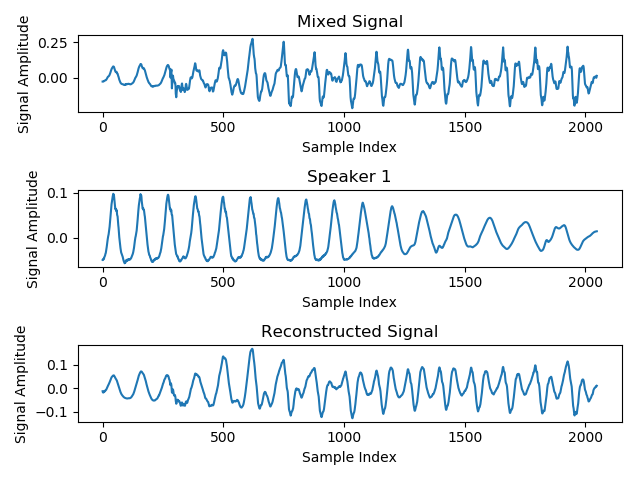 Mixed Signal
Signal Amplitude
0.25
0.00
0 500 1000 1500 2000
Sample Index
Speaker 1
Signal Amplitude
0.1
0.0
0 500 1000 1500 2000
Sample Index
Reconstructed Signal
Signal Amplitude
0.1
0.0
−0.1
0 500 1000 1500 2000
Sample Index